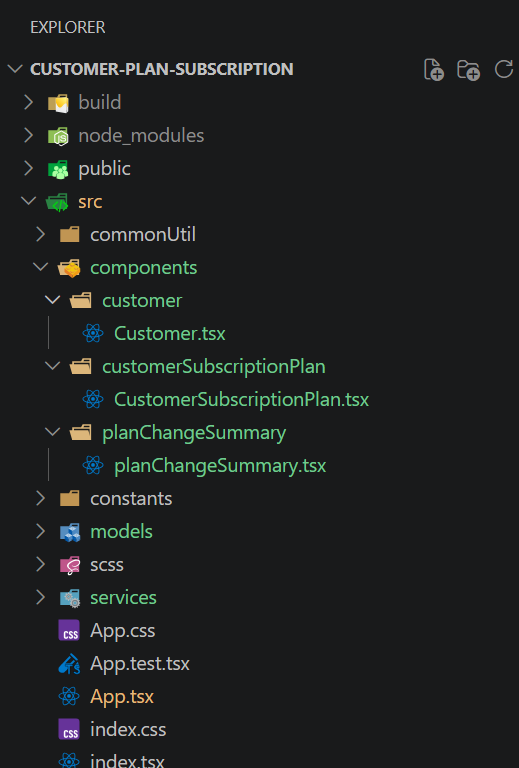 EXPLORER
CUSTOMER-PLAN-SUBSCRIPTION
build
node_modules
public
src
commonUtil
components
customer
Customer.tsx
customerSubscriptionPlan
CustomerSubscriptionPlan.tsx
planChangeSummary
planChangeSummary.tsx
constants
models
scss
services
App.css
App.test.tsx
App.tsx
index.css
index.tsx